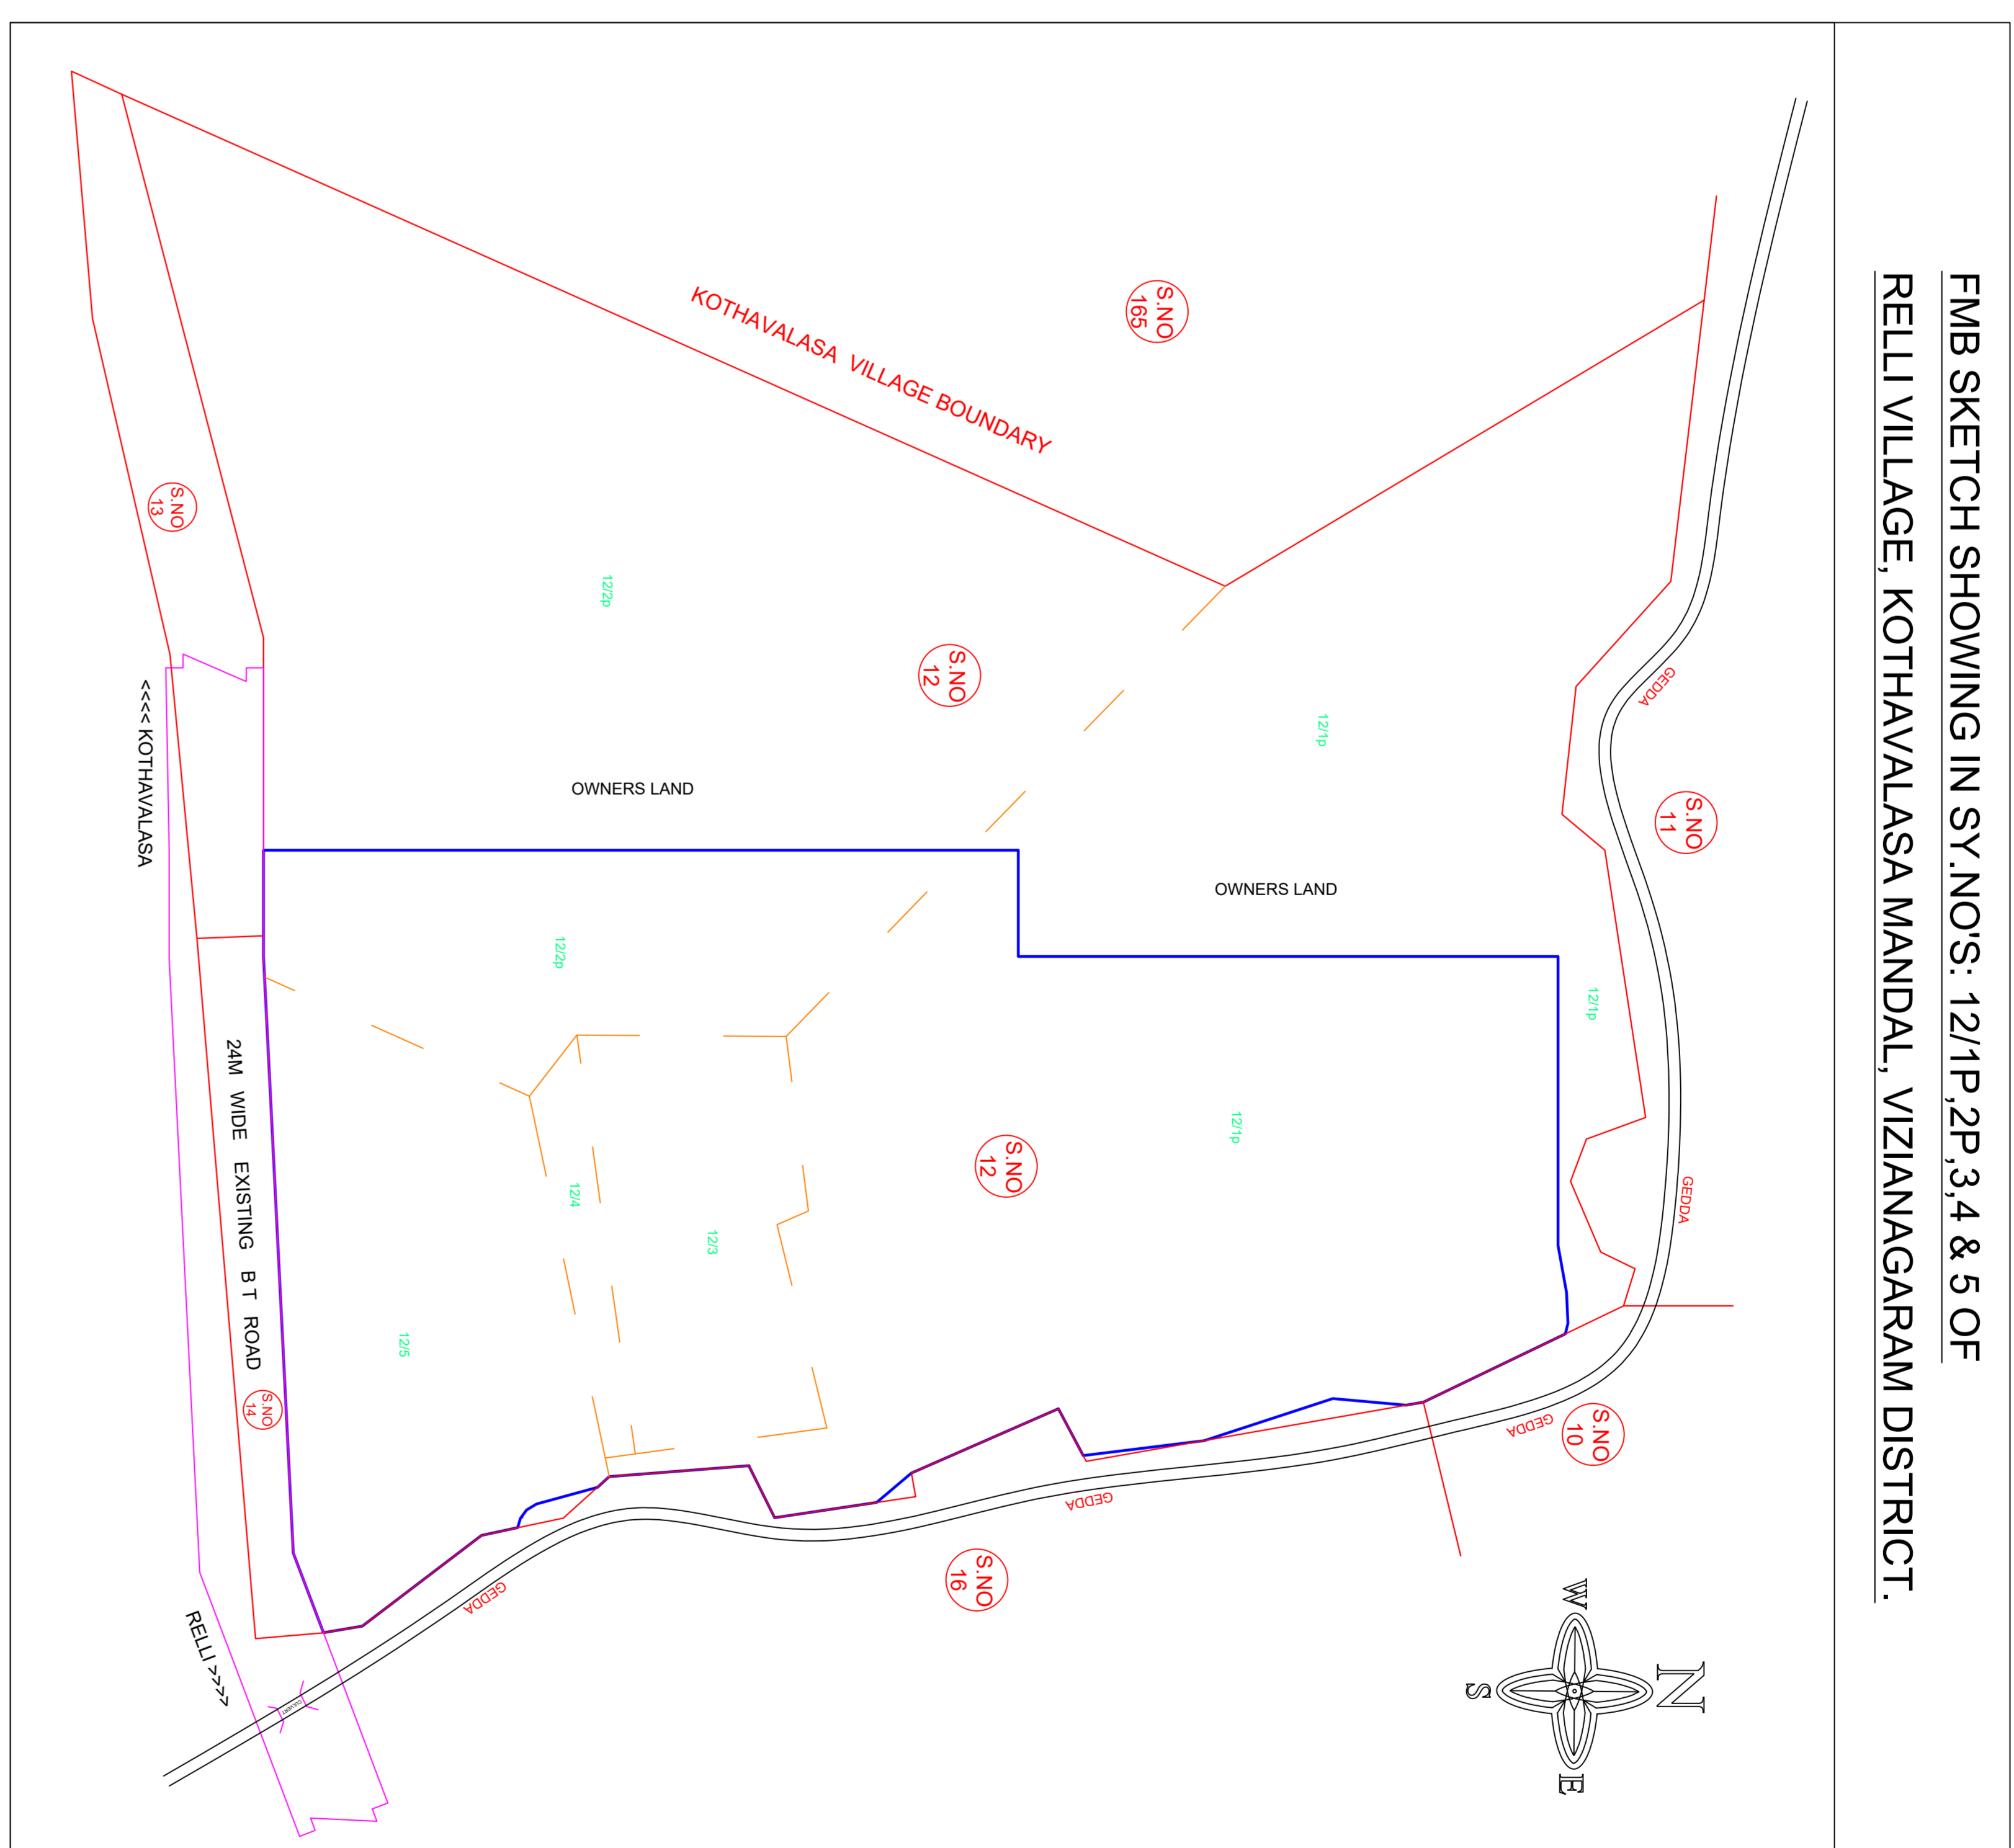 FMB SKETCH SHOWING IN SY.NO'S: 12/1P,2P,3,4 & 5 OF
RELLI VILLAGE, KOTHAVALASA MANDAL, VIZIANAGARAM DISTRICT.
S.NO
165
KOTHAVALASA VILLAGE BOUNDARY
GEDDA
S.NO
11
12/1p
12/2p
S.NO
12
OWNERS LAND
OWNERS LAND
12/1p
S.NO
13
<<<< KOTHAVALASA
12/2p
12/1p
S.NO
12
GEDDA
12/4
12/3
12/5
24M WIDE EXISTING B T ROAD
S.NO
14
GEDDA
S.NO
10
GEDDA
S.NO
16
GEDDA
RELLI >>>>
CULVERT
N
W
E
S